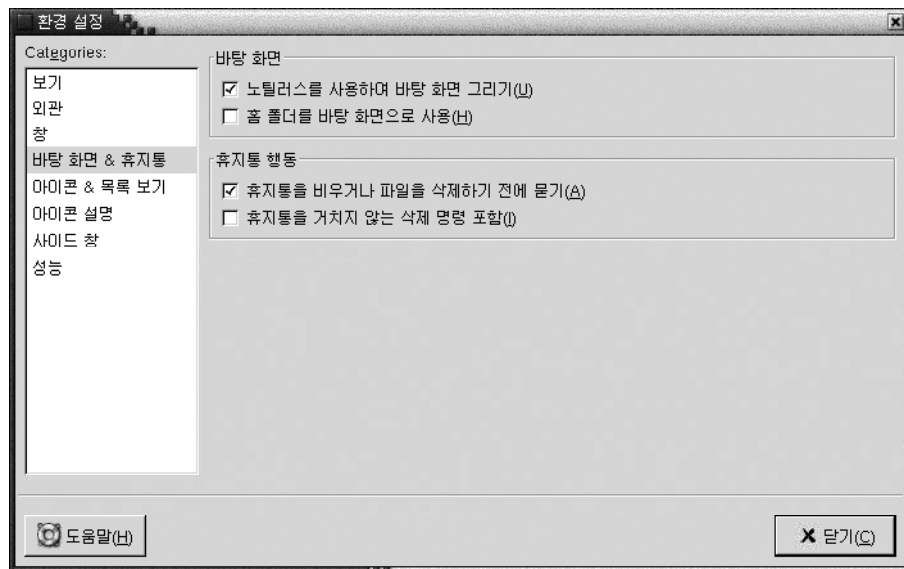 환경 설정
Categories:
보기
외관
창
바탕 화면 & 휴지통
아이콘 & 목록 보기
아이콘 설명
사이드 창
성능
바탕 화면
노틸러스를 사용하여 바탕 화면 그리기(U)
홈 폴더를 바탕 화면으로 사용(H)
휴지통 행동
휴지통을 비우거나 파일을 삭제하기 전에 묻기(A)
휴지통을 거치지 않는 삭제 명령 포함(I)
도움말(H)
닫기(C)